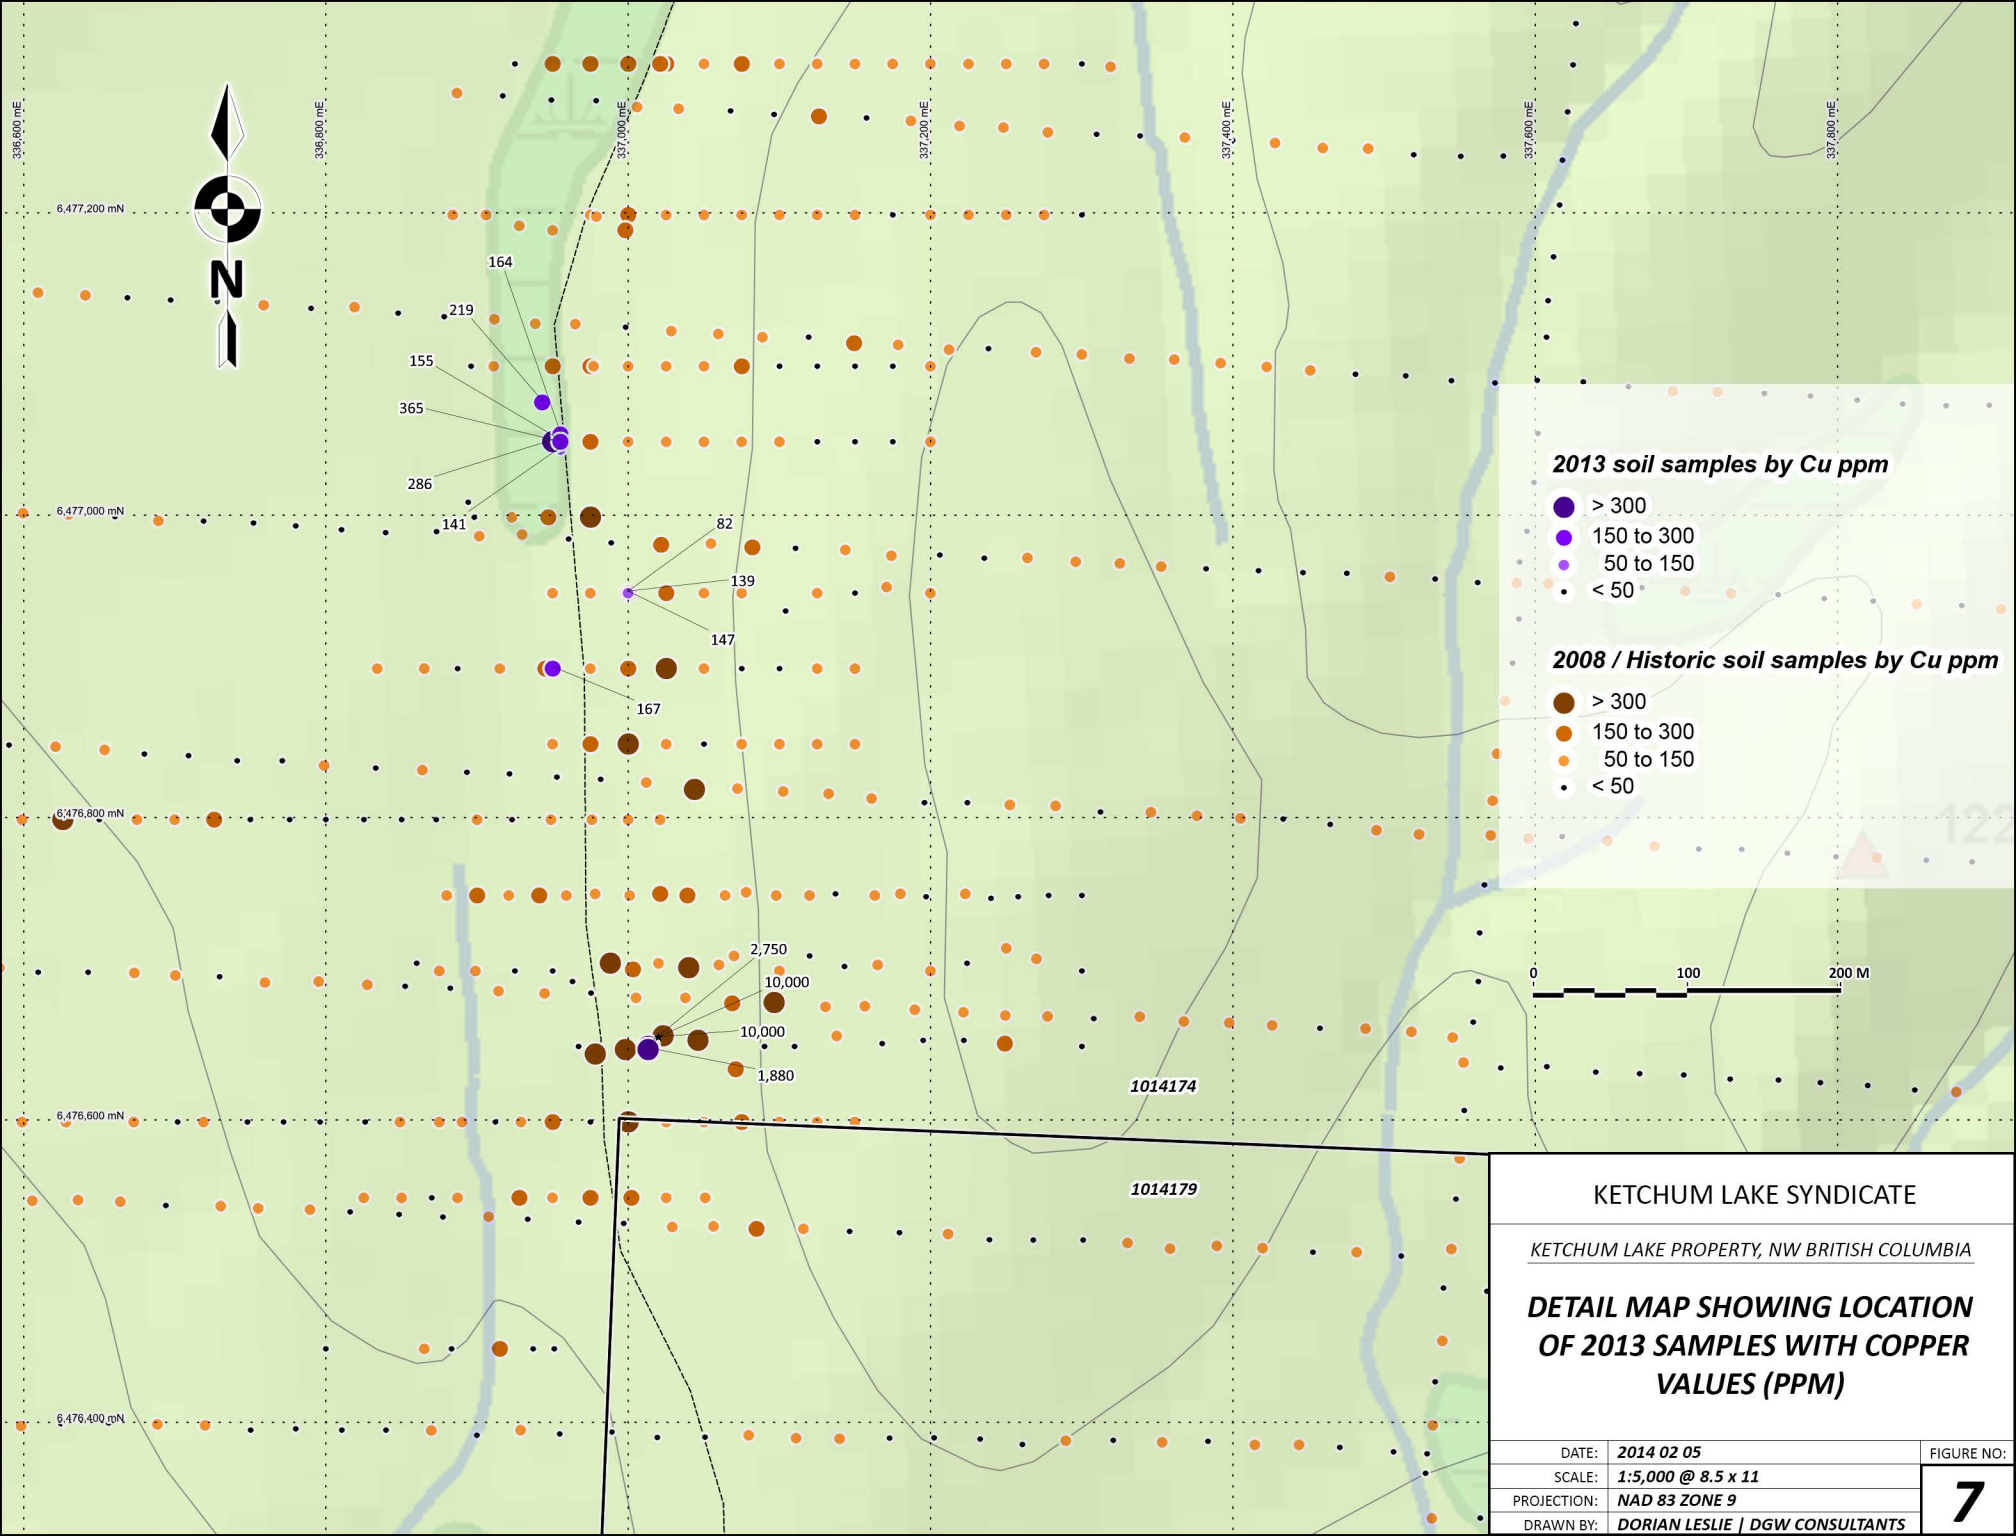 336,600 mE
336,800 mE
337,000 mE
337,200 mE
337,400 mE
337,600 mE
337,800 mE
6,477,200 mN
N
164
219
155
365
286
6,477,000 mN
141
82
139
147
167
2013 soil samples by Cu ppm
> 300
150 to 300
50 to 150
< 50
2008 / Historic soil samples by Cu ppm
> 300
150 to 300
50 to 150
< 50
6,476,800 mN
122
2,750
10,000
10,000
1,880
0 100 200 M
1014174
6,476,600 mN
1014179
6,476,400 mN
KETCHUM LAKE SYNDICATE
KETCHUM LAKE PROPERTY, NW BRITISH COLUMBIA
DETAIL MAP SHOWING LOCATION
OF 2013 SAMPLES WITH COPPER
VALUES (PPM)
DATE: 2014 02 05
SCALE: 1:5,000 @ 8.5 x 11
PROJECTION: NAD 83 ZONE 9
DRAWN BY: DORIAN LESLIE | DGW CONSULTANTS
FIGURE NO:
7